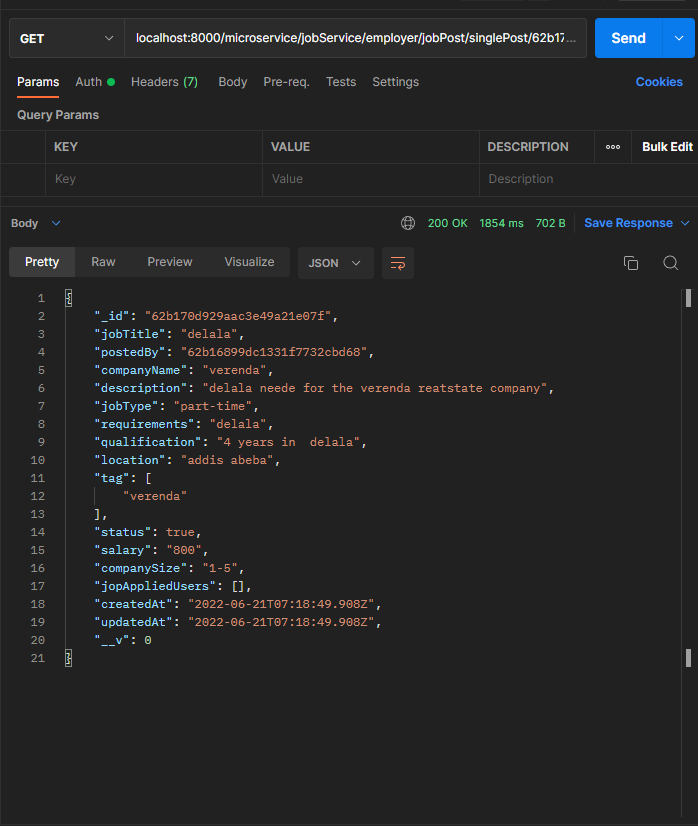 GET localhost:8000/microservice/jobService/employer/jobPost/singlePost/62b17... Send
Params Auth Headers (7) Body Pre-req. Tests Settings Cookies
Query Params
KEY VALUE DESCRIPTION ooo Bulk Edit
Key Value Description
Body 200 OK 1854 ms 702 B Save Response
Pretty Raw Preview Visualize JSON
1 {
2 "_id": "62b170d929aac3e49a21e07f",
3 "jobTitle": "delala",
4 "postedBy": "62b16899dc1331f7732cbd68",
5 "companyName": "verenda",
6 "description": "delala neede for the verenda reatstate company",
7 "jobType": "part-time",
8 "requirements": "delala",
9 "qualification": "4 years in  delala",
10 "location": "addis abeba",
11 "tag": [
12 "verenda"
13 ],
14 "status": true,
15 "salary": "800",
16 "companySize": "1-5",
17 "jopAppliedUsers": [],
18 "createdAt": "2022-06-21T07:18:49.908Z",
19 "updatedAt": "2022-06-21T07:18:49.908Z",
20 "__v": 0
21 }